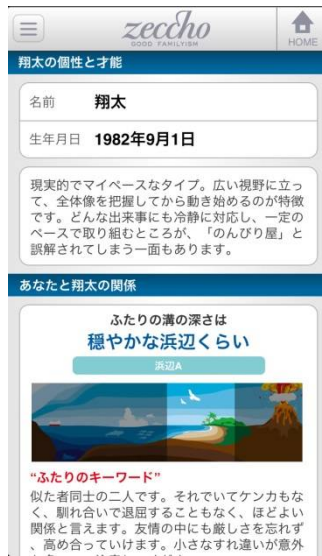 zeccho
GOOD FAMILYISM
HOME
翔太の個性と才能
名前 翔太
生年月日 1982年9月1日
現実的でマイペースなタイプ。広い視野に立っ
て、全体像を把握してから動き始めるのが特徴
です。どんな出来事にも冷静に対応し、一定の
ペースで取り組むところが、「のんびり屋」と
誤解されてしまう一面もあります。
あなたと翔太の関係
ふたりの溝の深さは
穏やかな浜辺くらい
浜辺A
“ふたりのキーワード”
似た者同士の二人です。それでいてケンカもな
く、馴れ合いで退屈することもなく、ほどよい
関係と言えます。友情の中にも厳しさを忘れず
、高め合っていけます。小さなすれ違いが意外